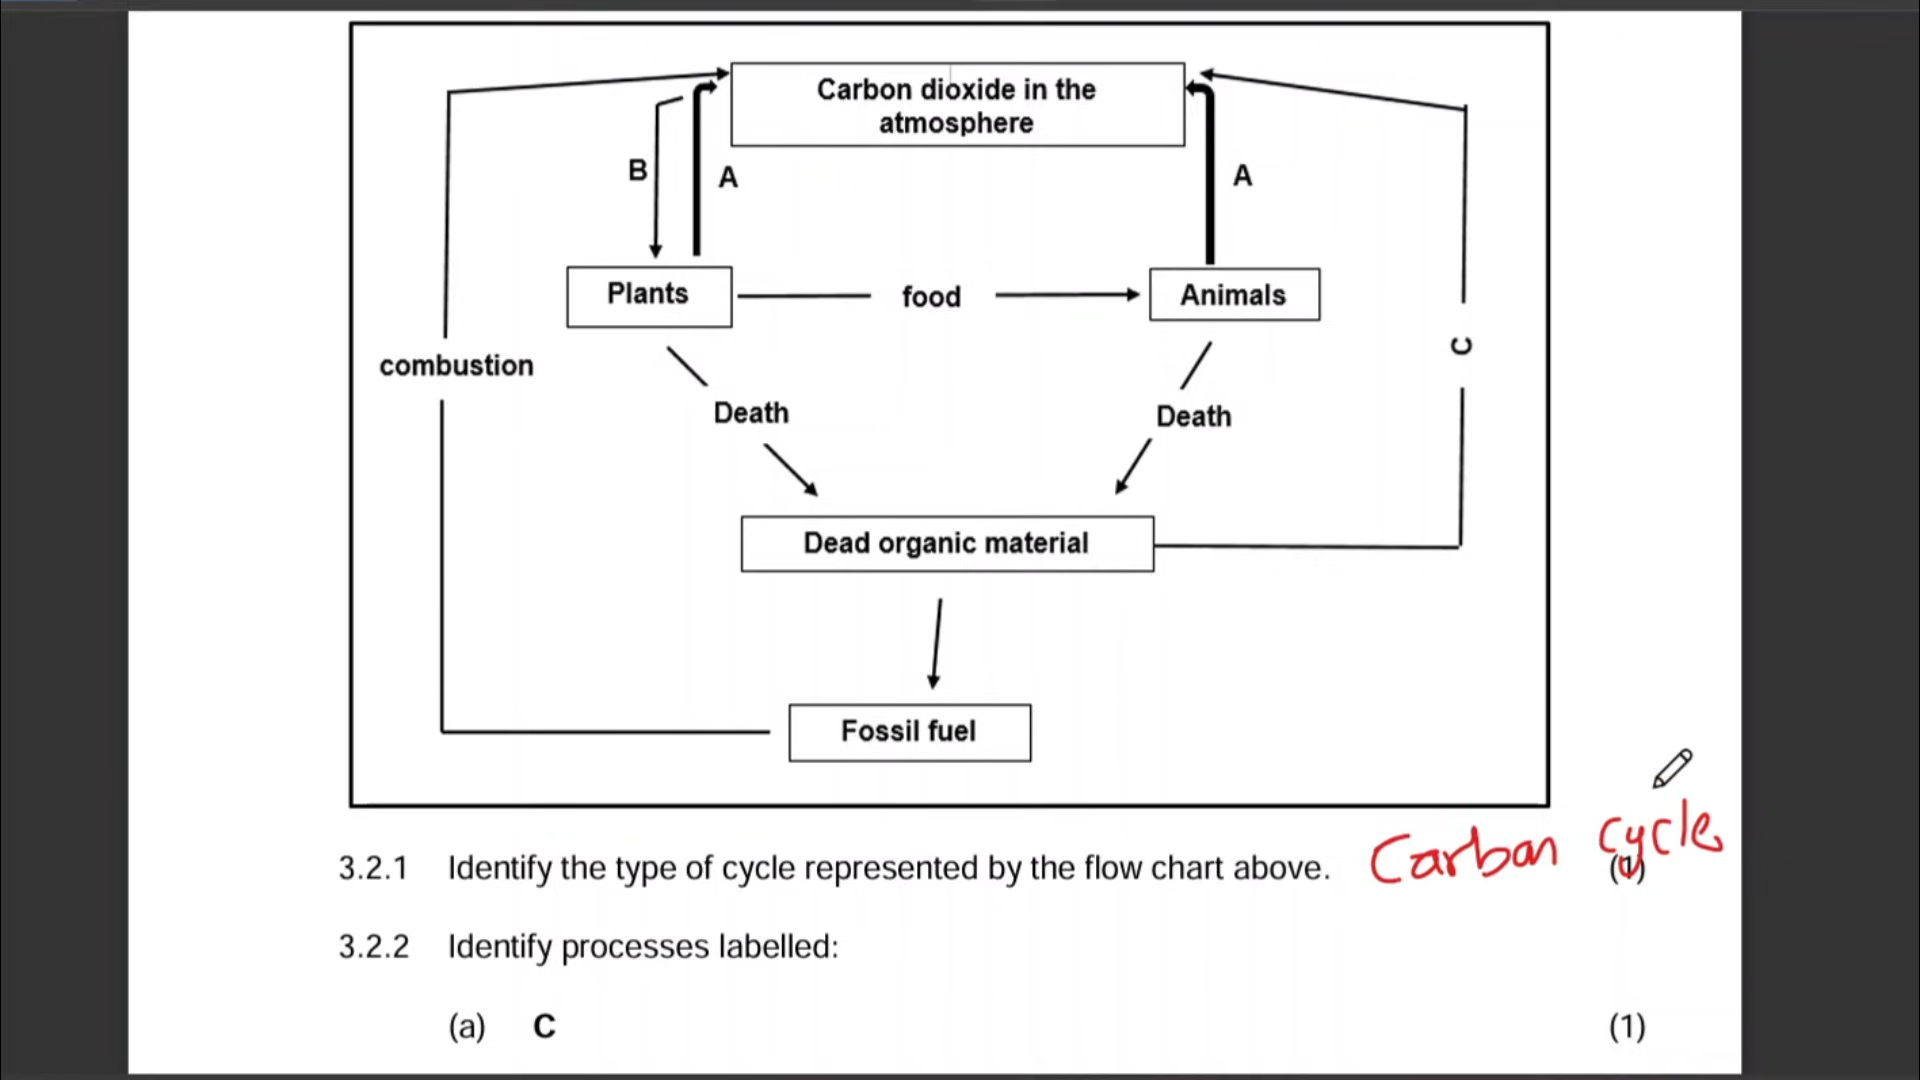 Carbon dioxide in the
atmosphere
B
A
A
Plants
food
Animals
C
combustion
Death
Death
Dead organic material
Fossil fuel
3.2.1 Identify the type of cycle represented by the flow chart above. Carbon cycle (1)
3.2.2 Identify processes labelled:
(a) C (1)